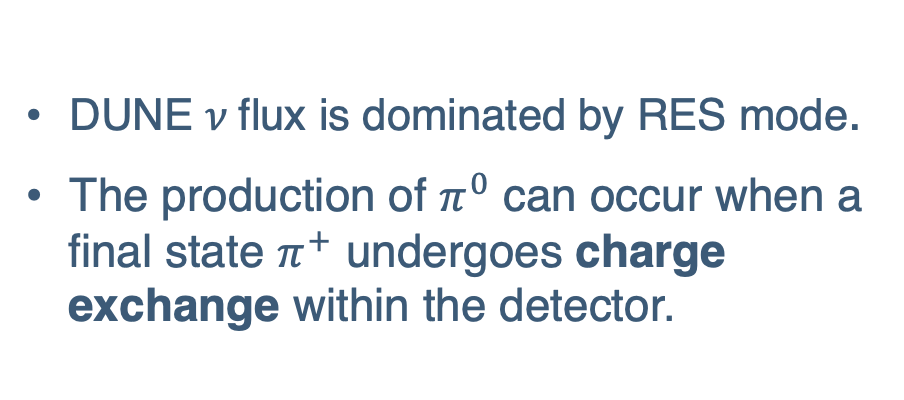 • DUNE ν flux is dominated by RES mode.
• The production of π⁰ can occur when a
final state π⁺ undergoes charge
exchange within the detector.